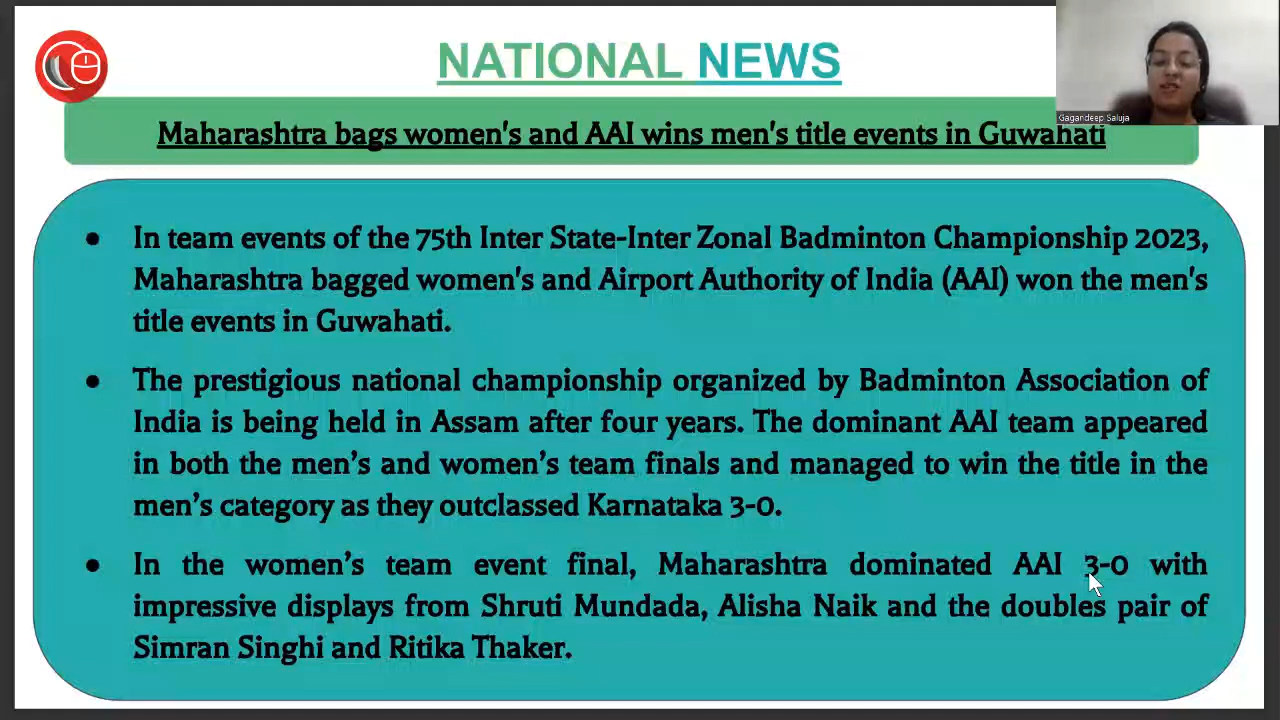 NATIONAL NEWS
Gagandeep Saluja
Maharashtra bags women's and AAI wins men's title events in Guwahati
• In team events of the 75th Inter State-Inter Zonal Badminton Championship 2023,
Maharashtra bagged women's and Airport Authority of India (AAI) won the men's
title events in Guwahati.
• The prestigious national championship organized by Badminton Association of
India is being held in Assam after four years. The dominant AAI team appeared
in both the men’s and women’s team finals and managed to win the title in the
men’s category as they outclassed Karnataka 3-0.
• In the women’s team event final, Maharashtra dominated AAI 3-0 with
impressive displays from Shruti Mundada, Alisha Naik and the doubles pair of
Simran Singhi and Ritika Thaker.